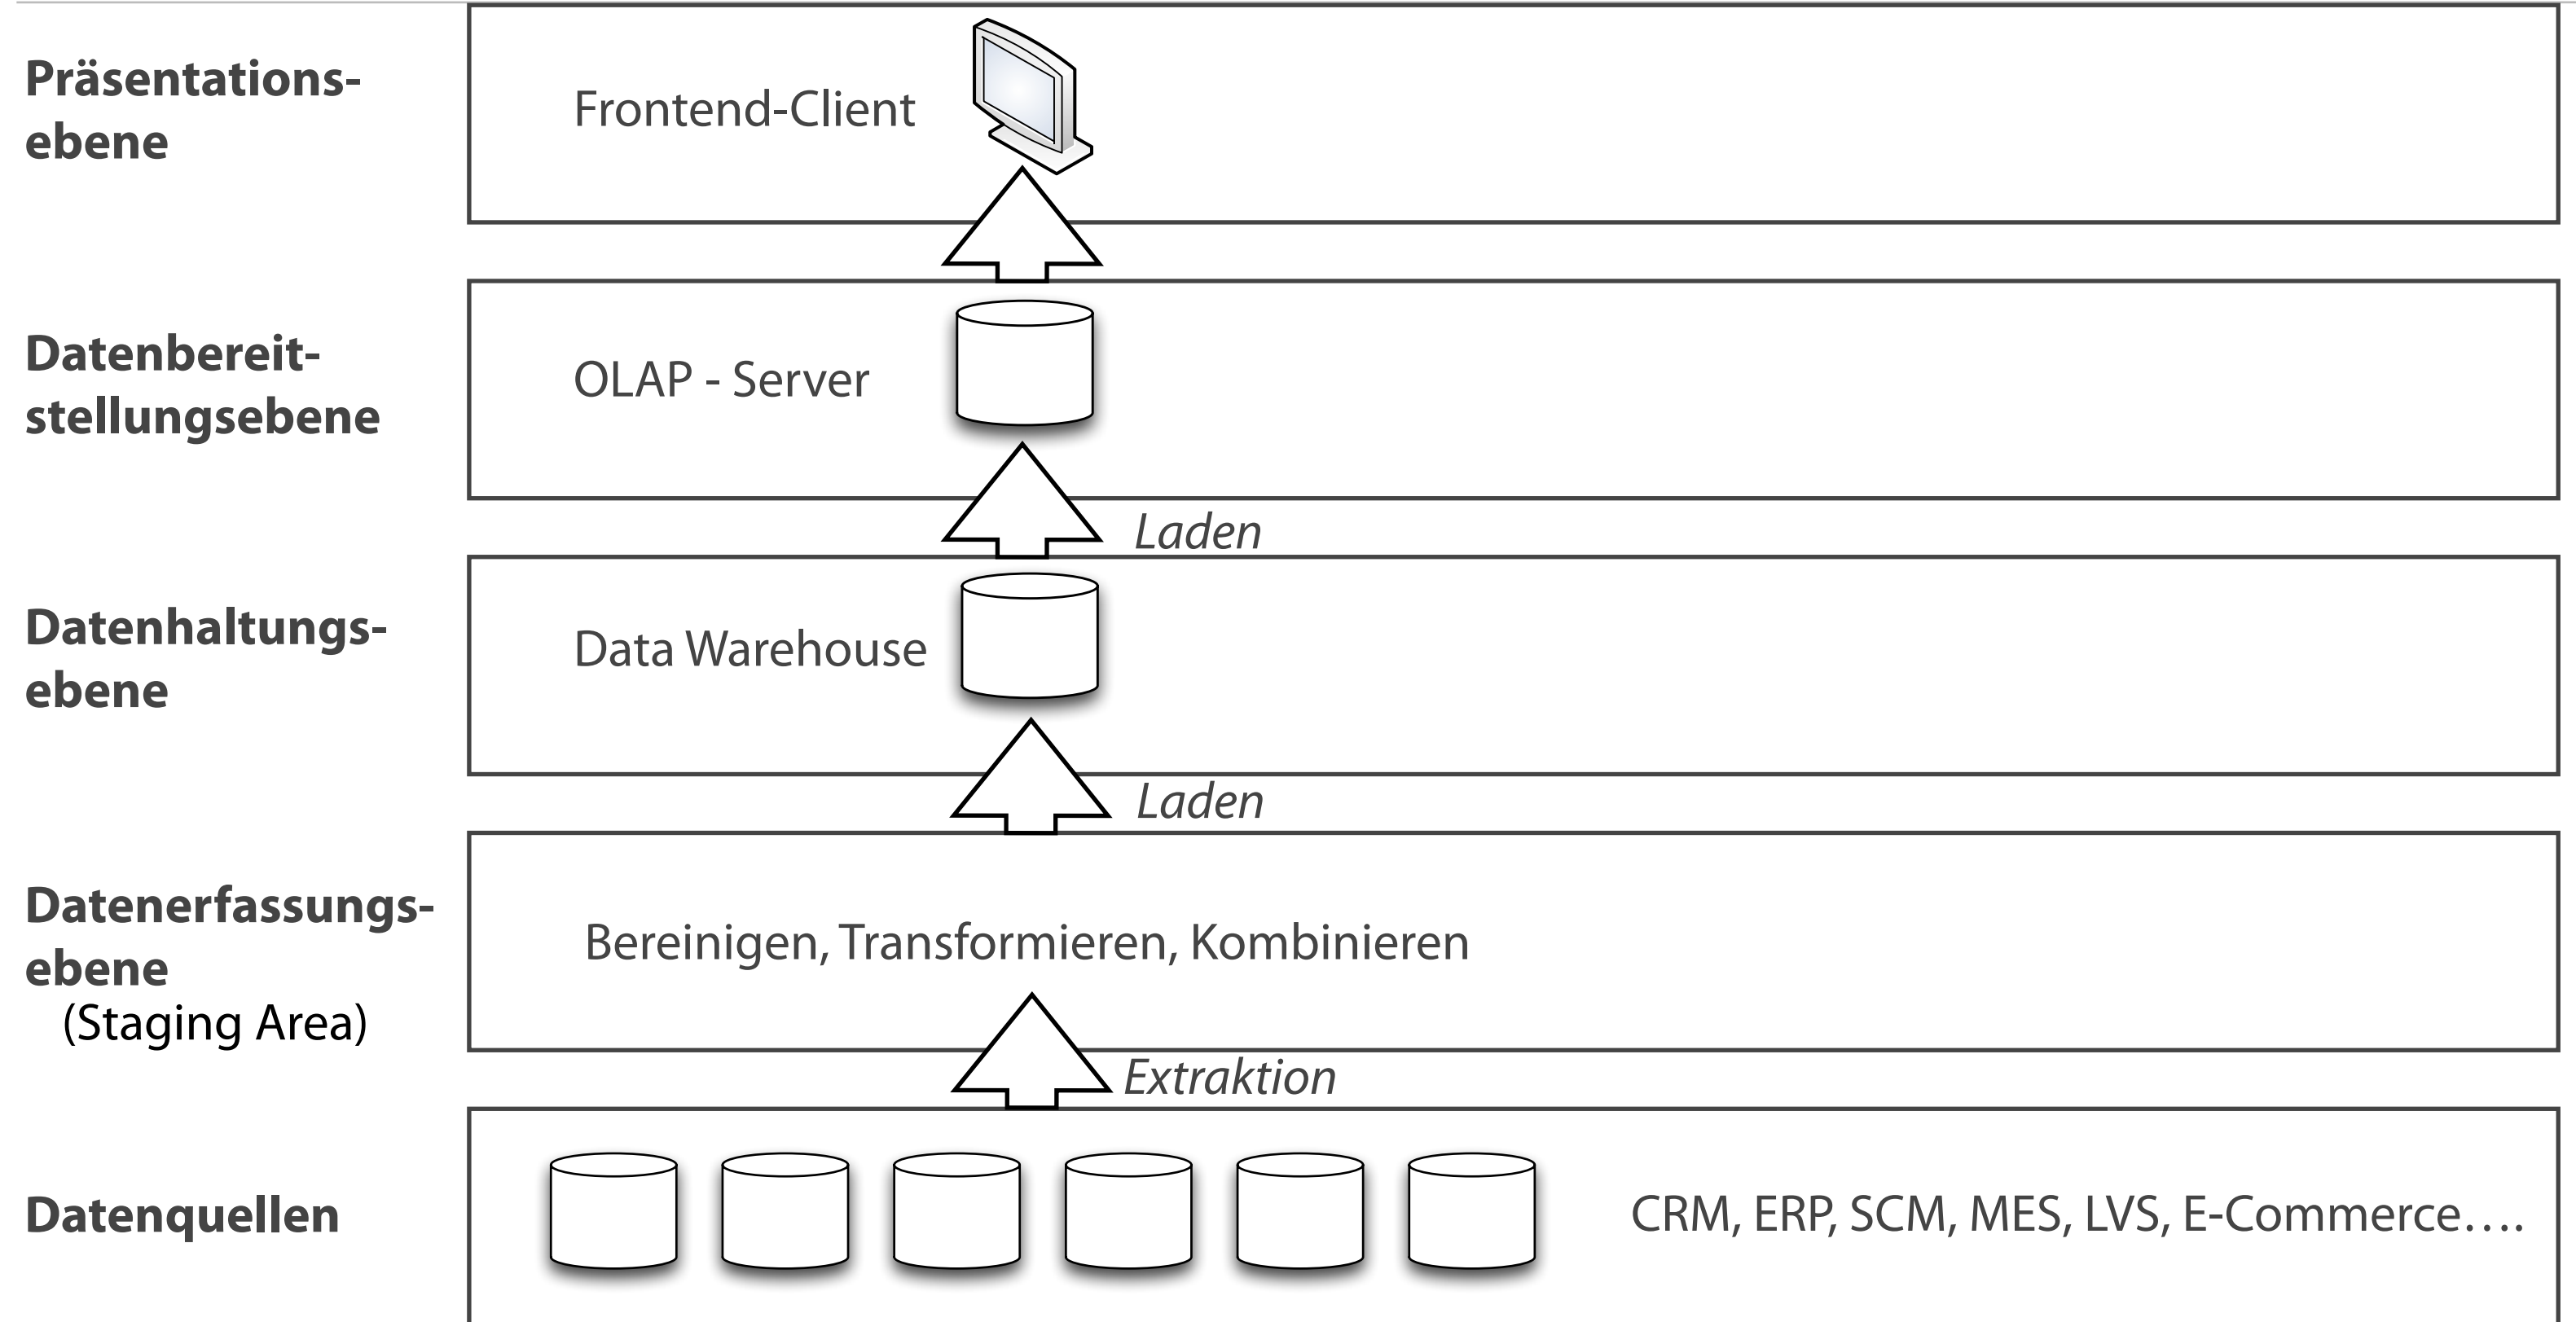 Präsentations-
ebene
Frontend-Client
Datenbereit-
stellungsebene
OLAP - Server
Laden
Datenhaltungs-
ebene
Data Warehouse
Laden
Datenerfassungs-
ebene
(Staging Area)
Bereinigen, Transformieren, Kombinieren
Extraktion
Datenquellen
CRM, ERP, SCM, MES, LVS, E-Commerce….